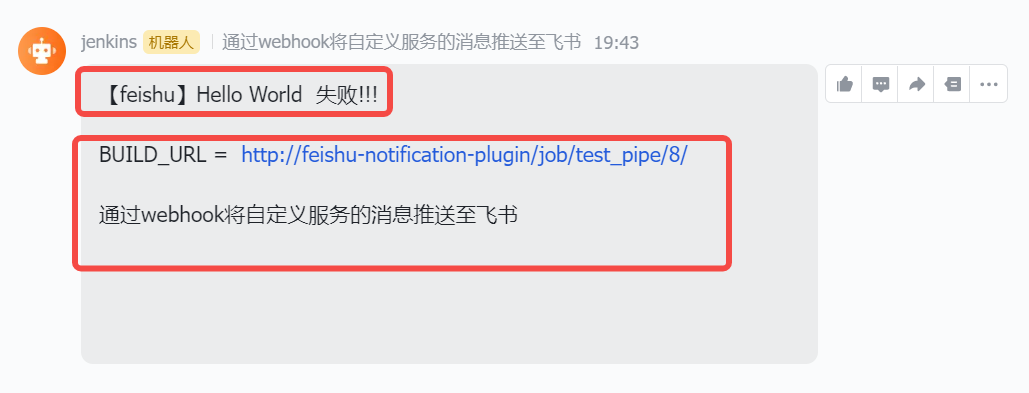 jenkins 机器人 通过webhook将自定义服务的消息推送至飞书 19:43
【feishu】Hello World 失败!!!
BUILD_URL = http://feishu-notification-plugin/job/test_pipe/8/
通过webhook将自定义服务的消息推送至飞书